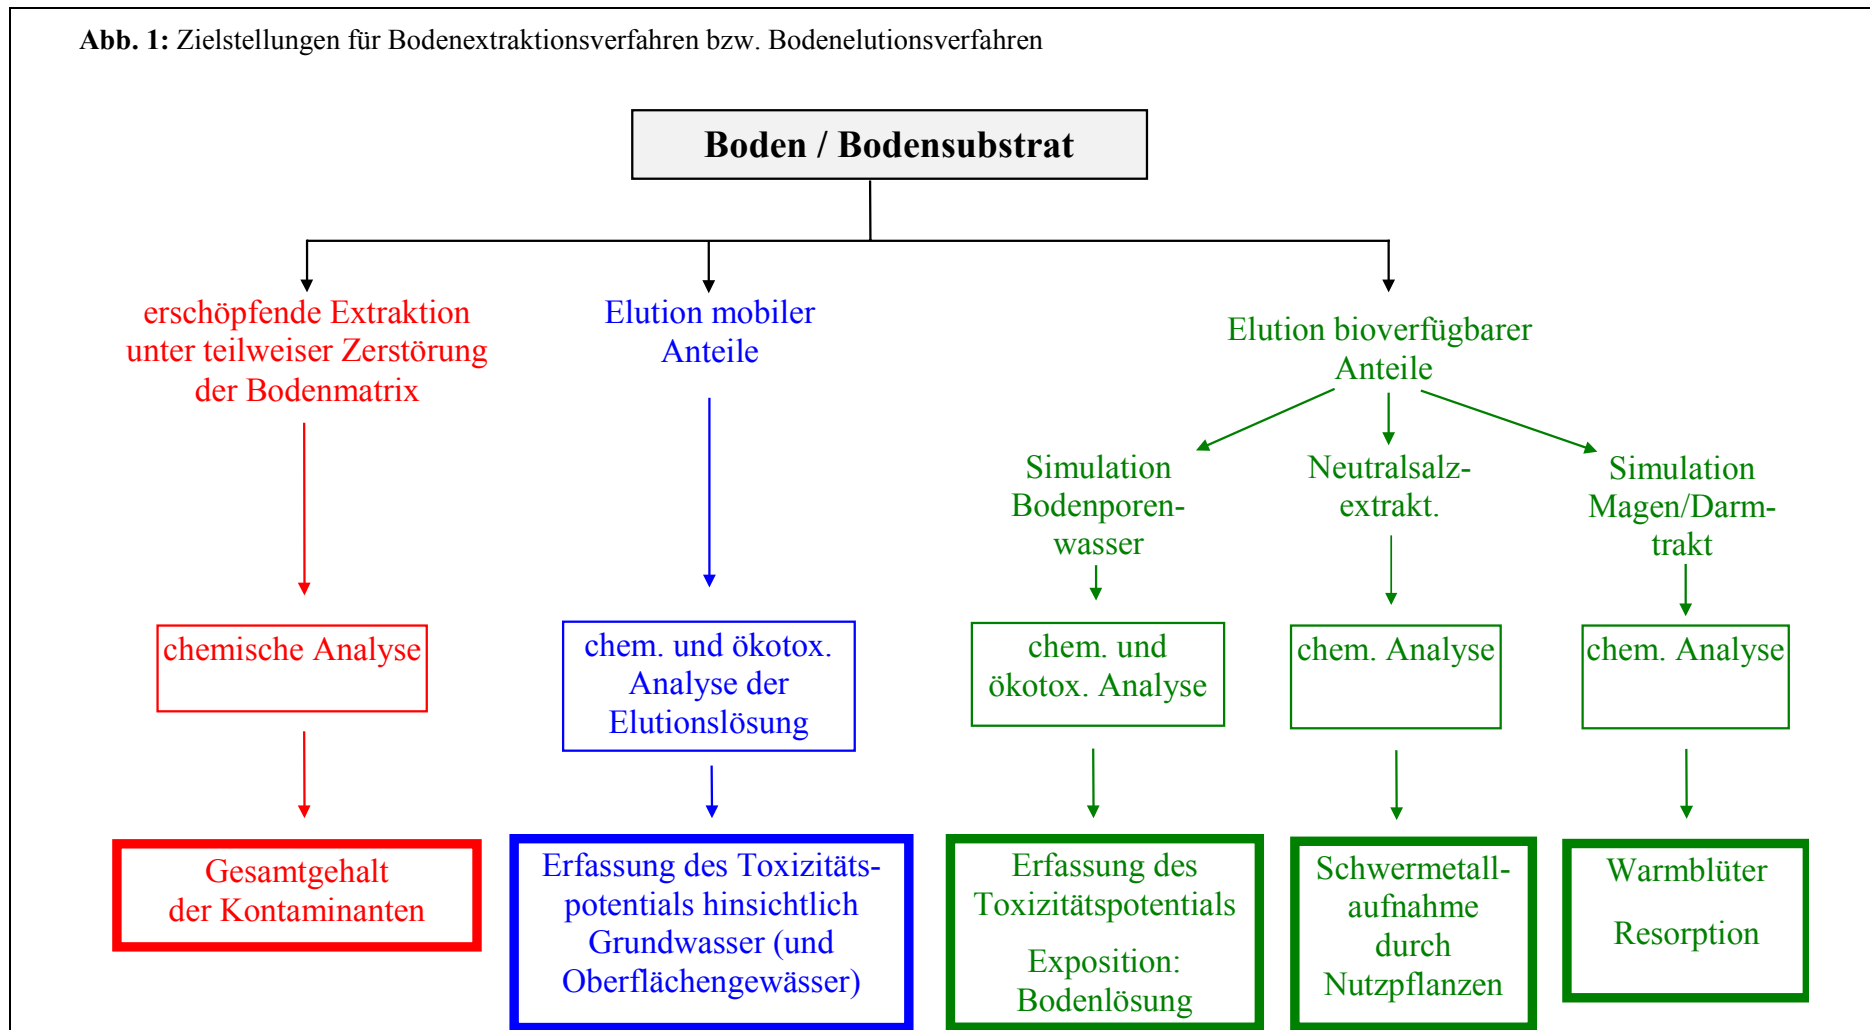 Abb. 1: Zielstellungen für Bodenextraktionsverfahren bzw. Bodenelutionsverfahren
Boden / Bodensubstrat
erschöpfende Extraktion
unter teilweiser Zerstörung
der Bodenmatrix
Elution mobiler
Anteile
Elution bioverfügbarer
Anteile
Simulation
Bodenporen-
wasser
Neutralsalz-
extrakt.
Simulation
Magen/Darm-
trakt
chemische Analyse
chem. und ökotox.
Analyse der
Elutionslösung
chem. und
ökotox. Analyse
chem. Analyse
chem. Analyse
Gesamtgehalt
der Kontaminanten
Erfassung des Toxizitäts-
potentials hinsichtlich
Grundwasser (und
Oberflächengewässer)
Erfassung des
Toxizitätspotentials
Exposition:
Bodenlösung
Schwermetall-
aufnahme
durch
Nutzpflanzen
Warmblüter
Resorption